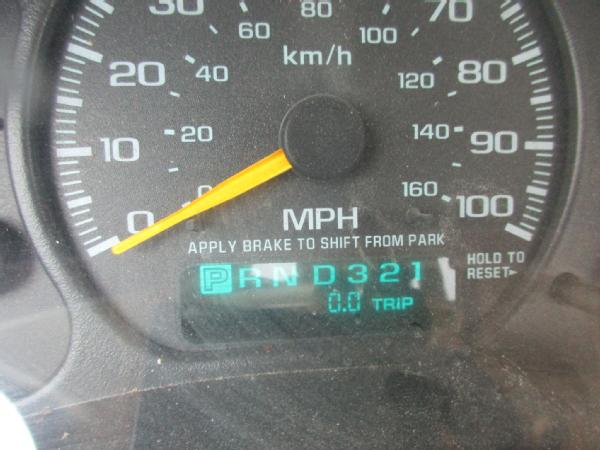 30 80 70
60 100
km/h
20 40 120 80
10 20 140 90
0 0 160 100
MPH
APPLY BRAKE TO SHIFT FROM PARK
HOLD TO
RESET
P R N D 3 2 1
0.0 TRIP